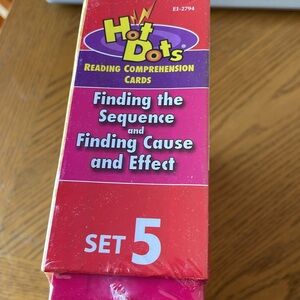 EI-2794
Hot
Dots
READING COMPREHENSION
CARDS
Finding the
Sequence
and
Finding Cause
and Effect
SET 5